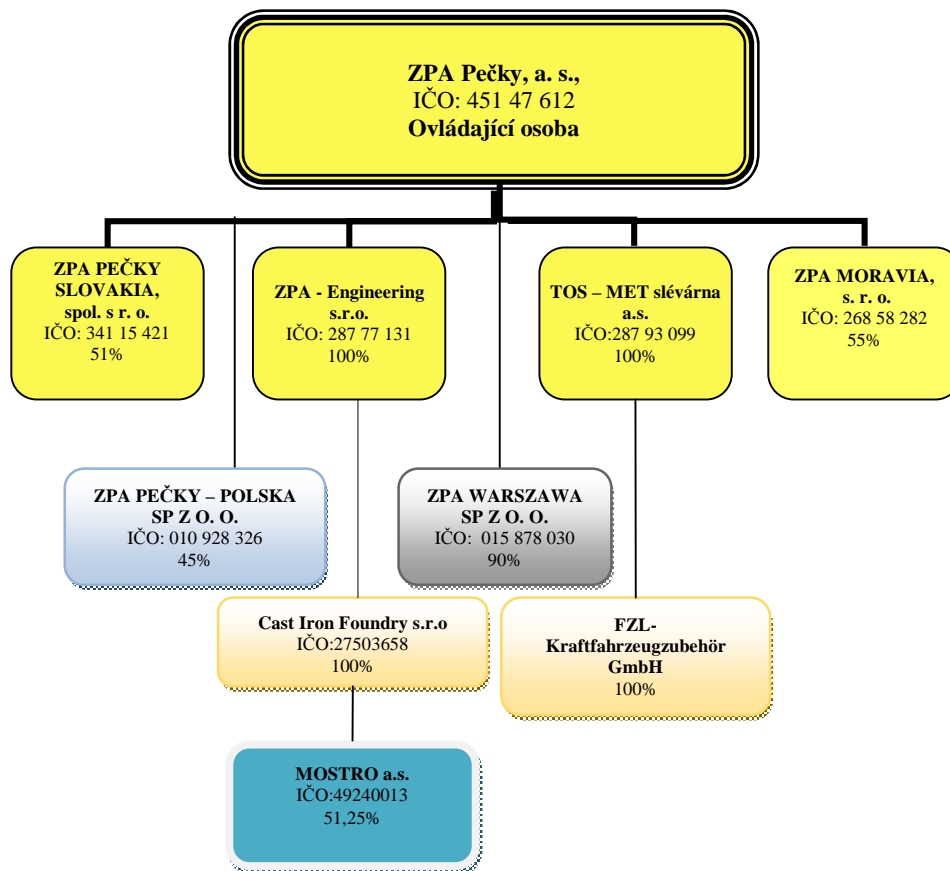 ZPA Pečky, a. s.,
IČO: 451 47 612
Ovládající osoba
ZPA PEČKY
SLOVAKIA,
spol. s r. o.
IČO: 341 15 421
51%
ZPA - Engineering
s.r.o.
IČO: 287 77 131
100%
TOS – MET slévárna
a.s.
IČO:287 93 099
100%
ZPA MORAVIA,
s. r. o.
IČO: 268 58 282
55%
ZPA PEČKY – POLSKA
SP Z O. O.
IČO: 010 928 326
45%
ZPA WARSZAWA
SP Z O. O.
IČO:  015 878 030
90%
Cast Iron Foundry s.r.o
IČO:27503658
100%
FZL-
Kraftfahrzeugzubehör
GmbH
100%
MOSTRO a.s.
IČO:49240013
51,25%